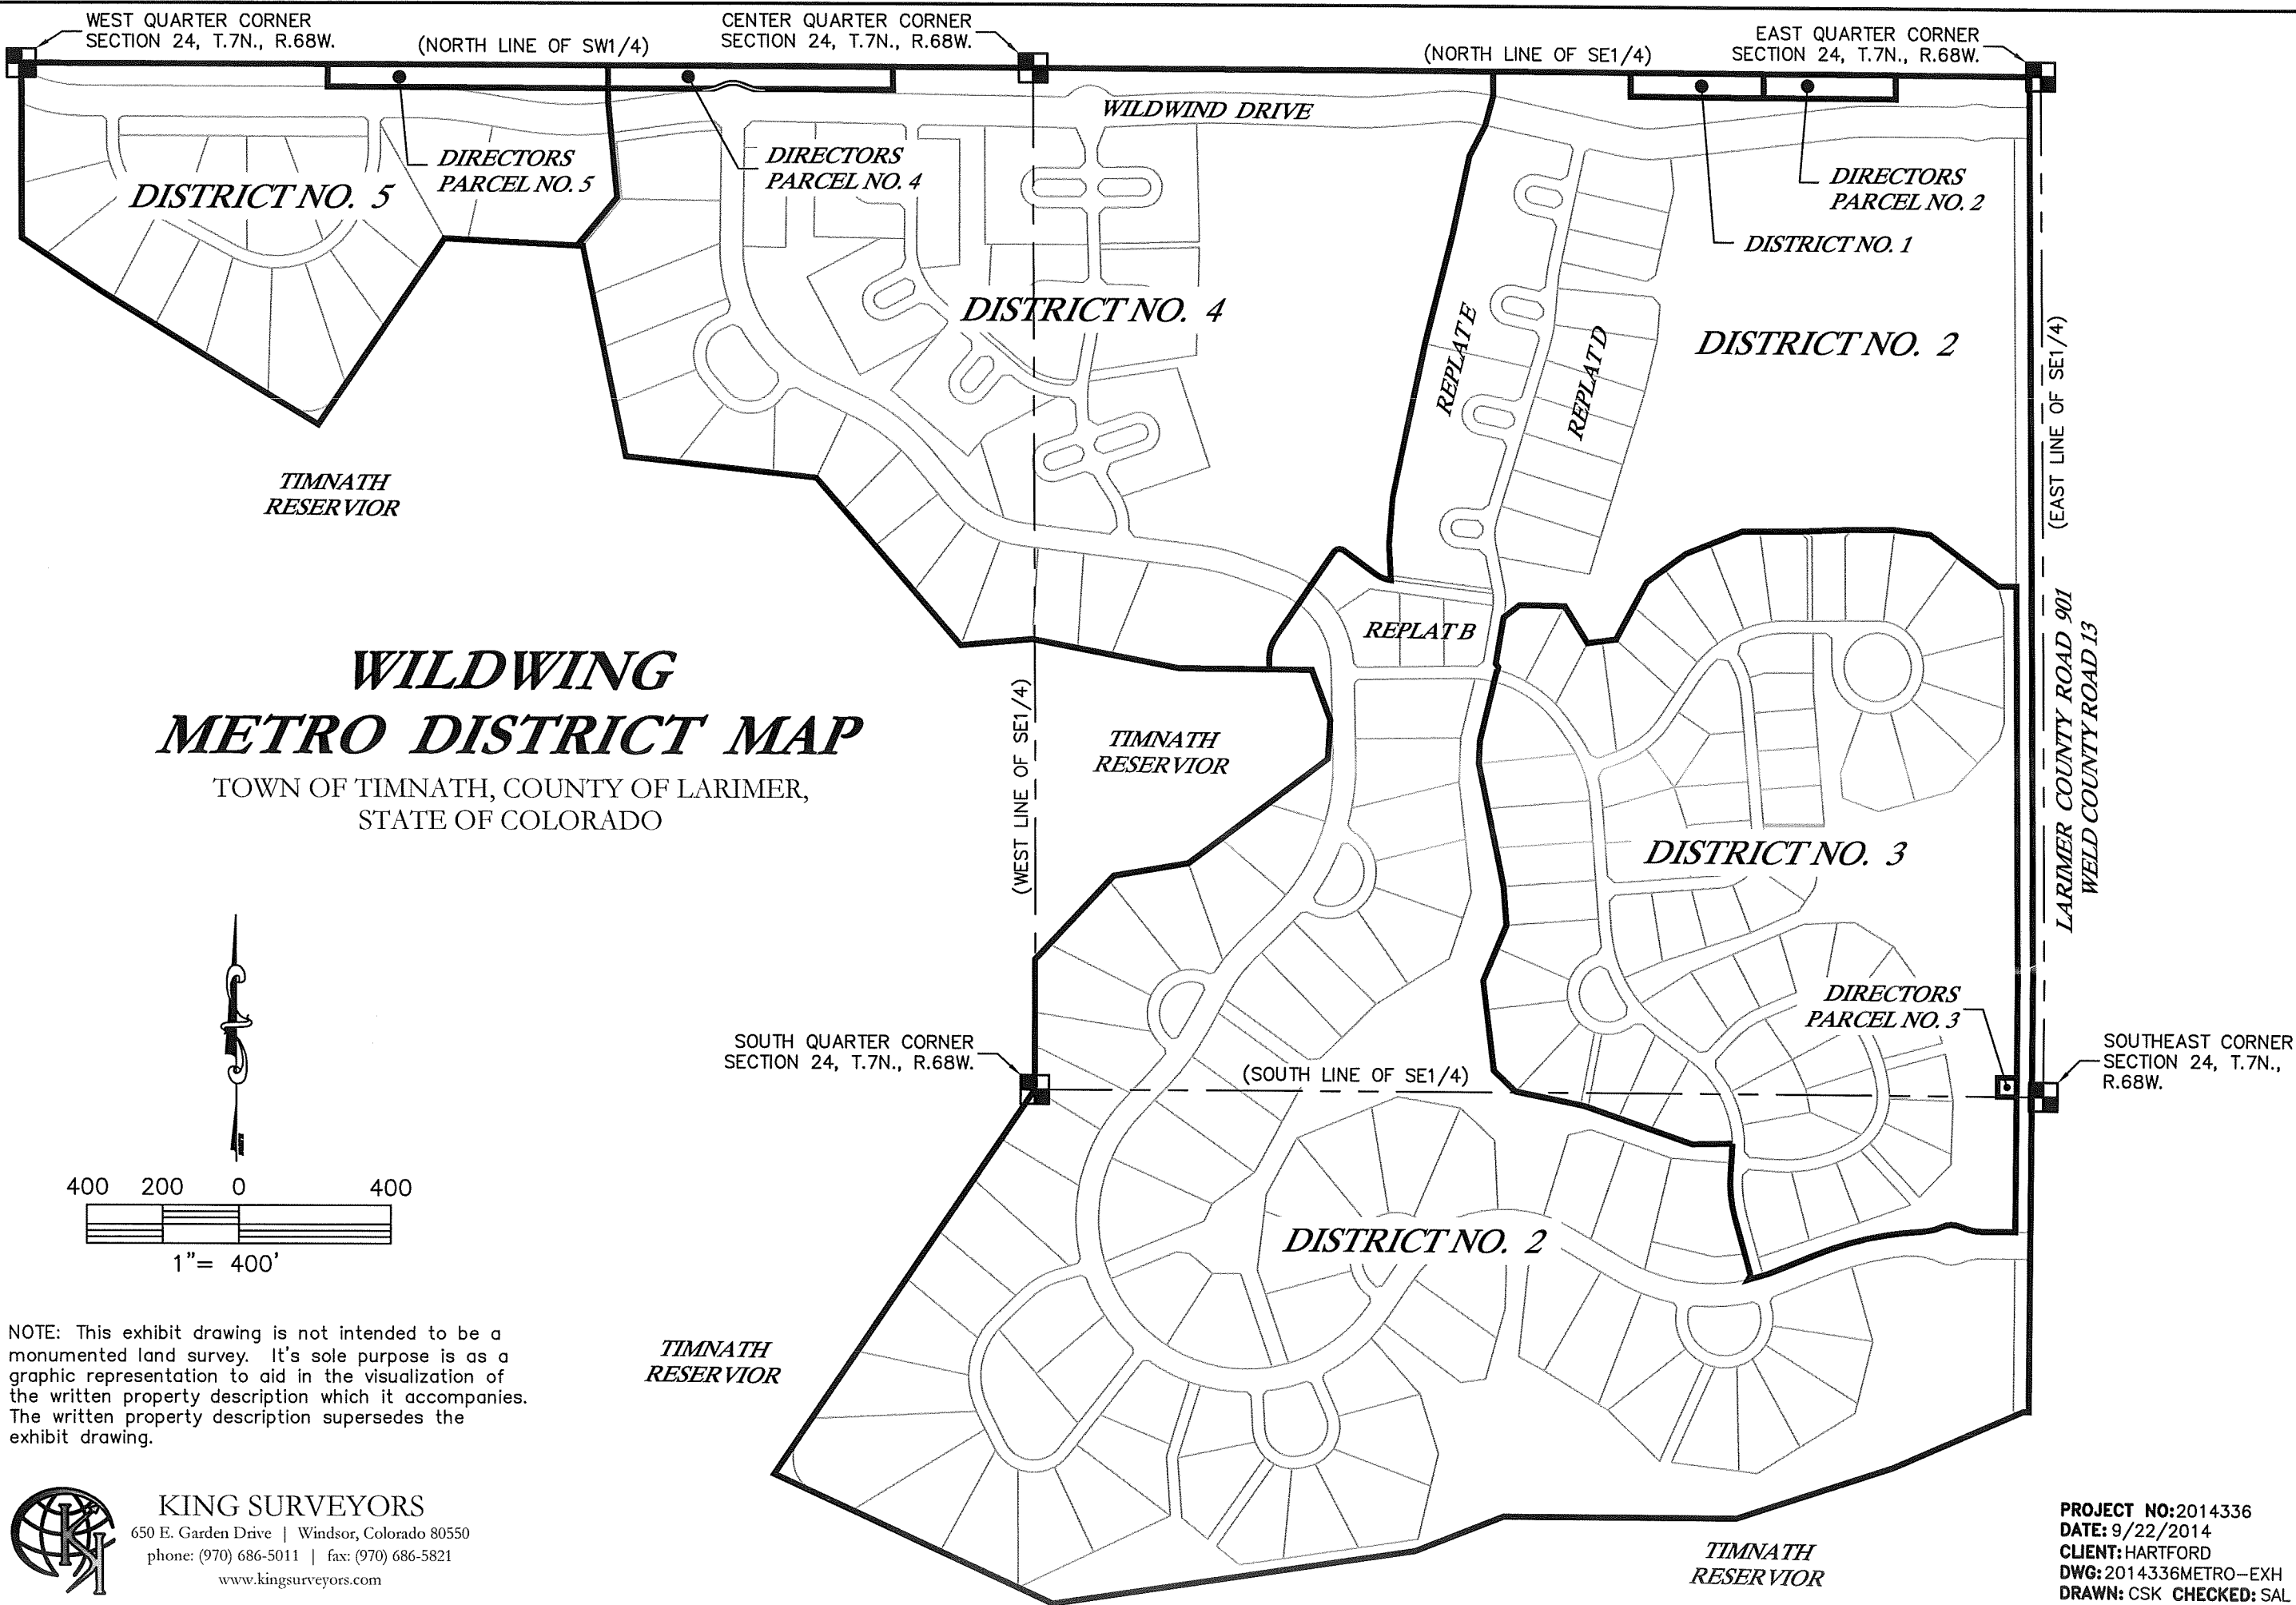 WEST QUARTER CORNER
SECTION 24, T.7N., R.68W.
(NORTH LINE OF SW1/4)
CENTER QUARTER CORNER
SECTION 24, T.7N., R.68W.
(NORTH LINE OF SE1/4)
EAST QUARTER CORNER
SECTION 24, T.7N., R.68W.
WILDWIND DRIVE
DISTRICT NO. 5
DIRECTORS
PARCEL NO. 5
DIRECTORS
PARCEL NO. 4
DIRECTORS
PARCEL NO. 2
DISTRICT NO. 1
DISTRICT NO. 4
REPLAT E
REPLAT D
DISTRICT NO. 2
(EAST LINE OF SE1/4)
TIMNATH
RESERVIOR
REPLAT B
LARIMER COUNTY ROAD 901
WELD COUNTY ROAD 13
WILDWING
METRO DISTRICT MAP
TOWN OF TIMNATH, COUNTY OF LARIMER,
STATE OF COLORADO
(WEST LINE OF SE1/4)
TIMNATH
RESERVIOR
DISTRICT NO. 3
DIRECTORS
PARCEL NO. 3
SOUTH QUARTER CORNER
SECTION 24, T.7N., R.68W.
(SOUTH LINE OF SE1/4)
SOUTHEAST CORNER
SECTION 24, T.7N.,
R.68W.
400 200 0 400
1"= 400'
DISTRICT NO. 2
NOTE: This exhibit drawing is not intended to be a
monumented land survey. It's sole purpose is as a
graphic representation to aid in the visualization of
the written property description which it accompanies.
The written property description supersedes the
exhibit drawing.
TIMNATH
RESERVIOR
KING SURVEYORS
650 E. Garden Drive | Windsor, Colorado 80550
phone: (970) 686-5011 | fax: (970) 686-5821
www.kingsurveyors.com
TIMNATH
RESERVIOR
PROJECT NO:2014336
DATE: 9/22/2014
CLIENT: HARTFORD
DWG: 2014336METRO-EXH
DRAWN: CSK CHECKED: SAL